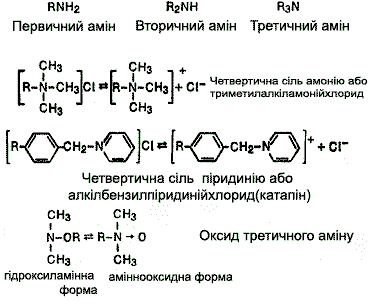 RNH2 R2NH R3N
Первичний амін Вторичний амін Третичний амін
CH3 CH3 +
[R-N-CH3]Cl ⇄ [R-N-CH3] + Cl– Четвертична сіль амонію або
CH3 CH3 триметилалкіламонійхлорид
[R- -CH2-N ]Cl ⇄ [R- -CH2-N ]+ + Cl–
Четвертична сіль піридинію або
алкілбензилпіридинійхлорид(катапін)
CH3 CH3
N-OR ⇄ R-N → O Оксид третичного аміну
CH3 CH3
гідроксиламінна аміннооксидна форма
форма